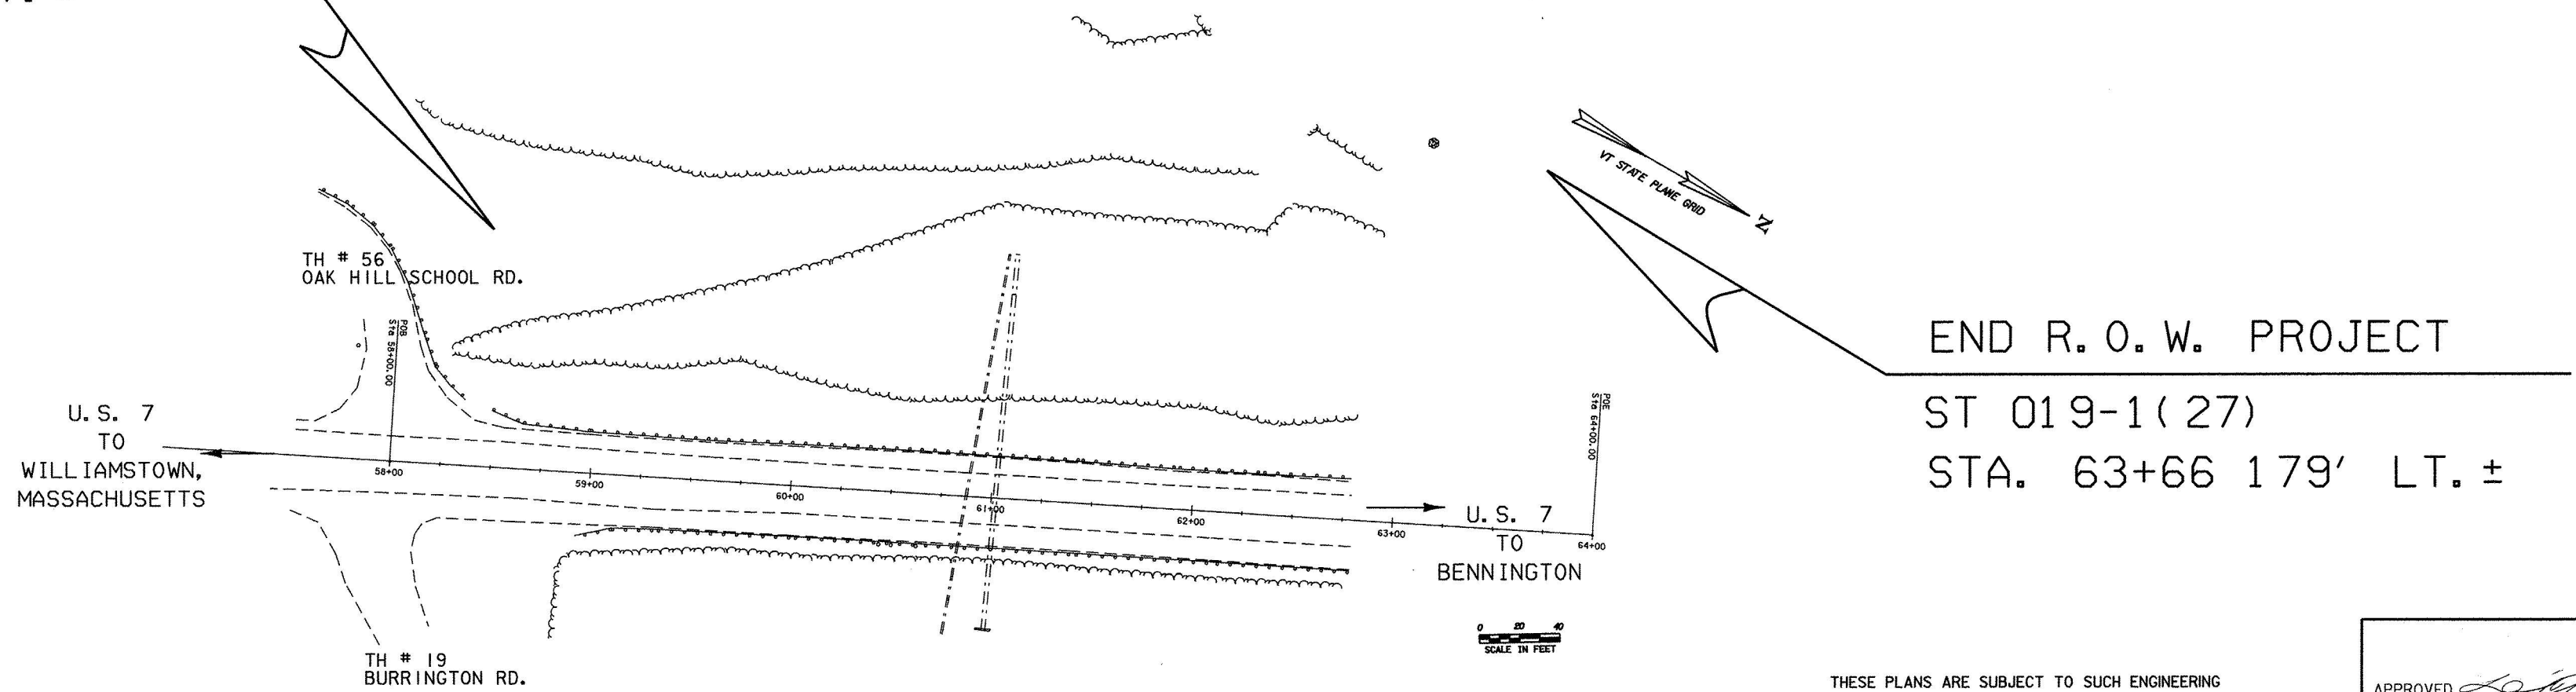 VT STATE PLANE GRID
N
TH # 56
OAK HILL SCHOOL RD.
POB
Sta 58+00.00
END R.O.W. PROJECT
ST 019-1(27)
STA. 63+66 179' LT.±
POE
Sta 64+00.00
U.S. 7
TO
WILLIAMSTOWN,
MASSACHUSETTS
58+00
59+00
60+00
61+00
62+00
63+00
64+00
U.S. 7
TO
BENNINGTON
0 20 40
SCALE IN FEET
TH # 19
BURRINGTON RD.
THESE PLANS ARE SUBJECT TO SUCH ENGINEERING
APPROVED